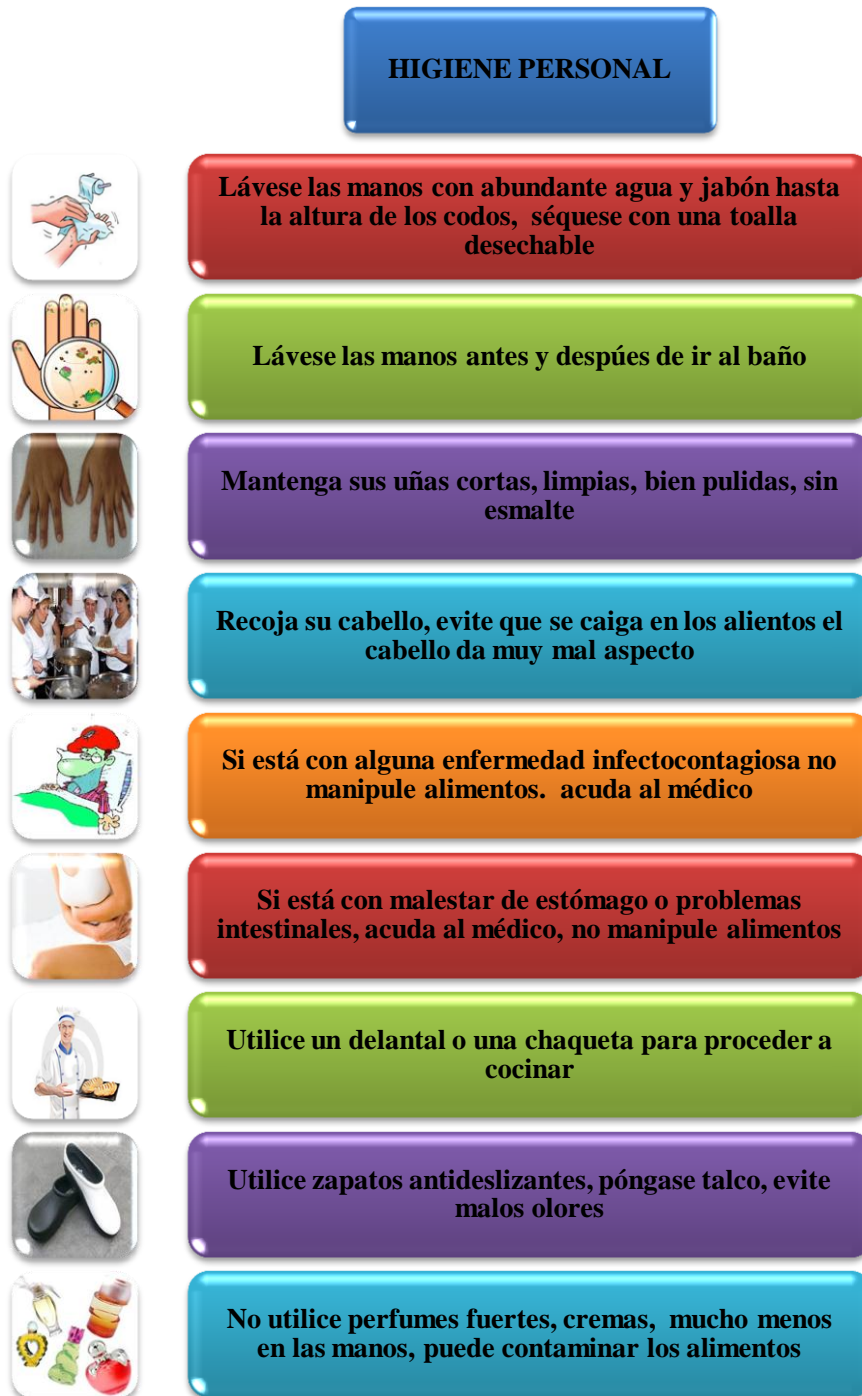 HIGIENE PERSONAL
Lávese las manos con abundante agua y jabón hasta
la altura de los codos, séquese con una toalla
desechable
Lávese las manos antes y despúes de ir al baño
Mantenga sus uñas cortas, limpias, bien pulidas, sin
esmalte
Recoja su cabello, evite que se caiga en los alientos el
cabello da muy mal aspecto
Si está con alguna enfermedad infectocontagiosa no
manipule alimentos. acuda al médico
Si está con malestar de estómago o problemas
intestinales, acuda al médico, no manipule alimentos
Utilice un delantal o una chaqueta para proceder a
cocinar
Utilice zapatos antideslizantes, póngase talco, evite
malos olores
No utilice perfumes fuertes, cremas, mucho menos
en las manos, puede contaminar los alimentos